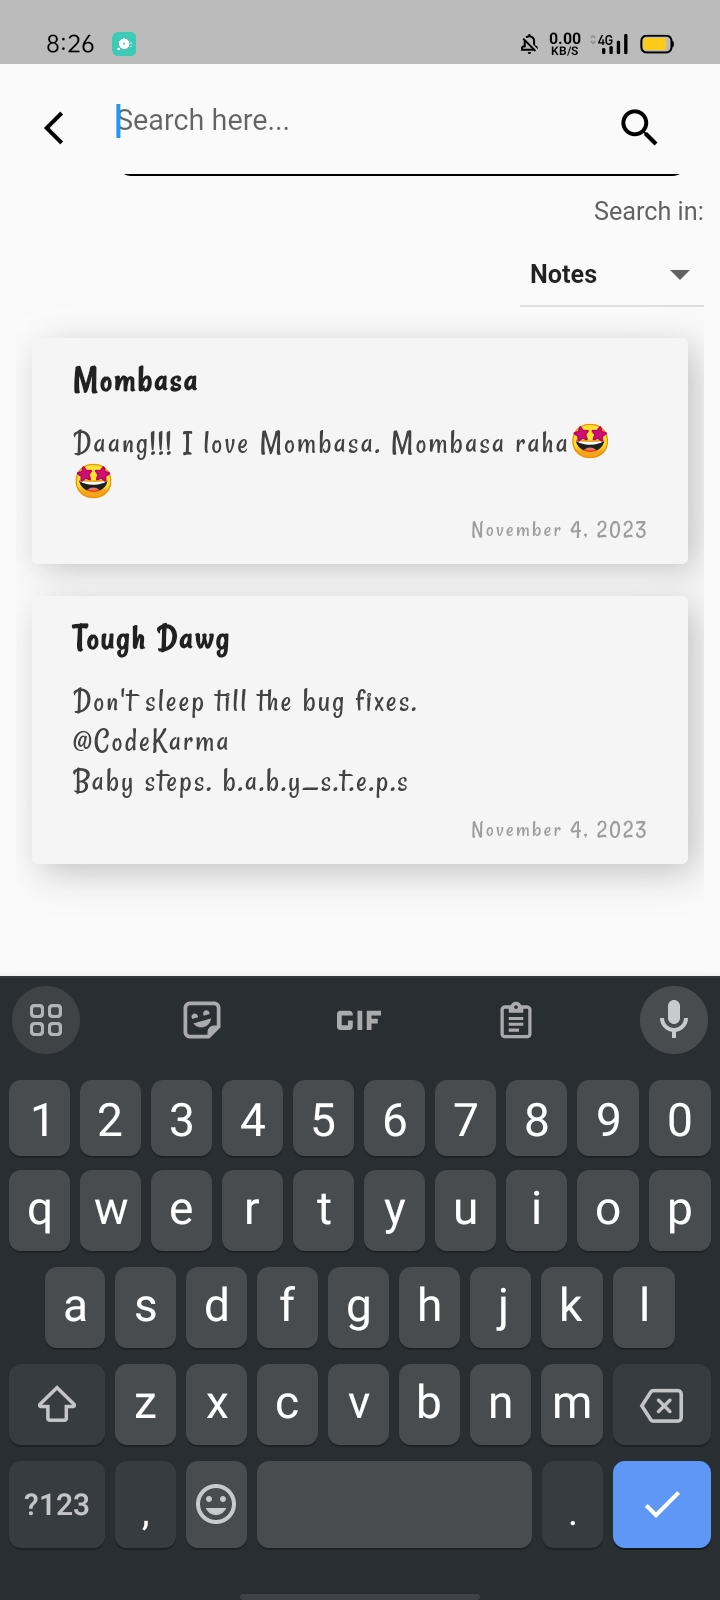 8:26
0.00
KB/S
4G
Search here...
Search in:
Notes
Mombasa
Daang!!! I love Mombasa. Mombasa raha🤩
🤩
November 4, 2023
Tough Dawg
Don't sleep till the bug fixes.
@CodeKarma
Baby steps. b.a.b.y_s.t.e.p.s
November 4, 2023
GIF
1 2 3 4 5 6 7 8 9 0
q w e r t y u i o p
a s d f g h j k l
z x c v b n m
?123 , .